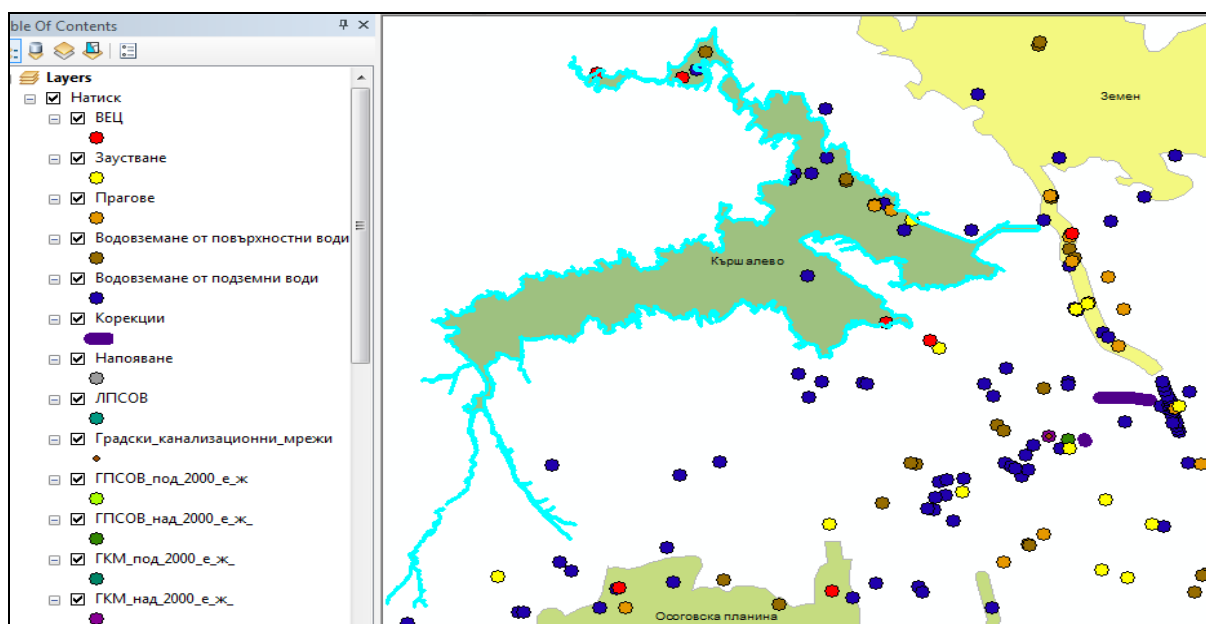 ble Of Contents
Layers
Натиск
ВЕЦ
Заустване
Прагове
Водовземане от повърхностни води
Водовземане от подземни води
Корекции
Напояване
ЛПСОВ
Градски_канализационни_мрежи
ГПСОВ_под_2000_е_ж
ГПСОВ_над_2000_е_ж_
ГКМ_под_2000_е_ж_
ГКМ_над_2000_е_ж_
Земен
Кършалево
Осоговска планина